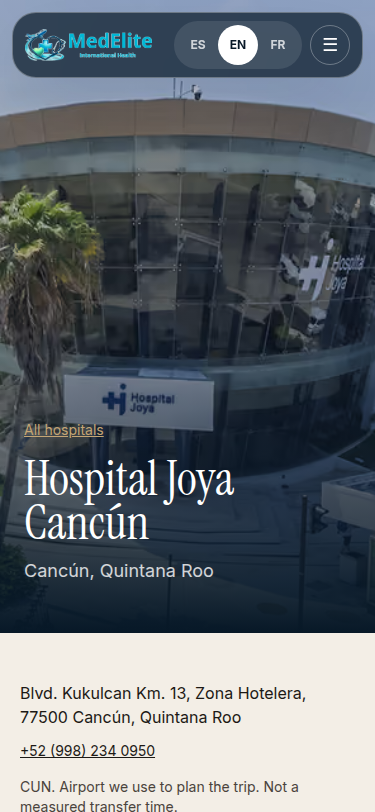 MedElite
International Health
ES
EN
FR
Hospital
Joya
Hospital
Joya
All hospitals
Hospital Joya
Cancún
Cancún, Quintana Roo
Blvd. Kukulcan Km. 13, Zona Hotelera,
77500 Cancún, Quintana Roo
+52 (998) 234 0950
CUN. Airport we use to plan the trip. Not a
measured transfer time.